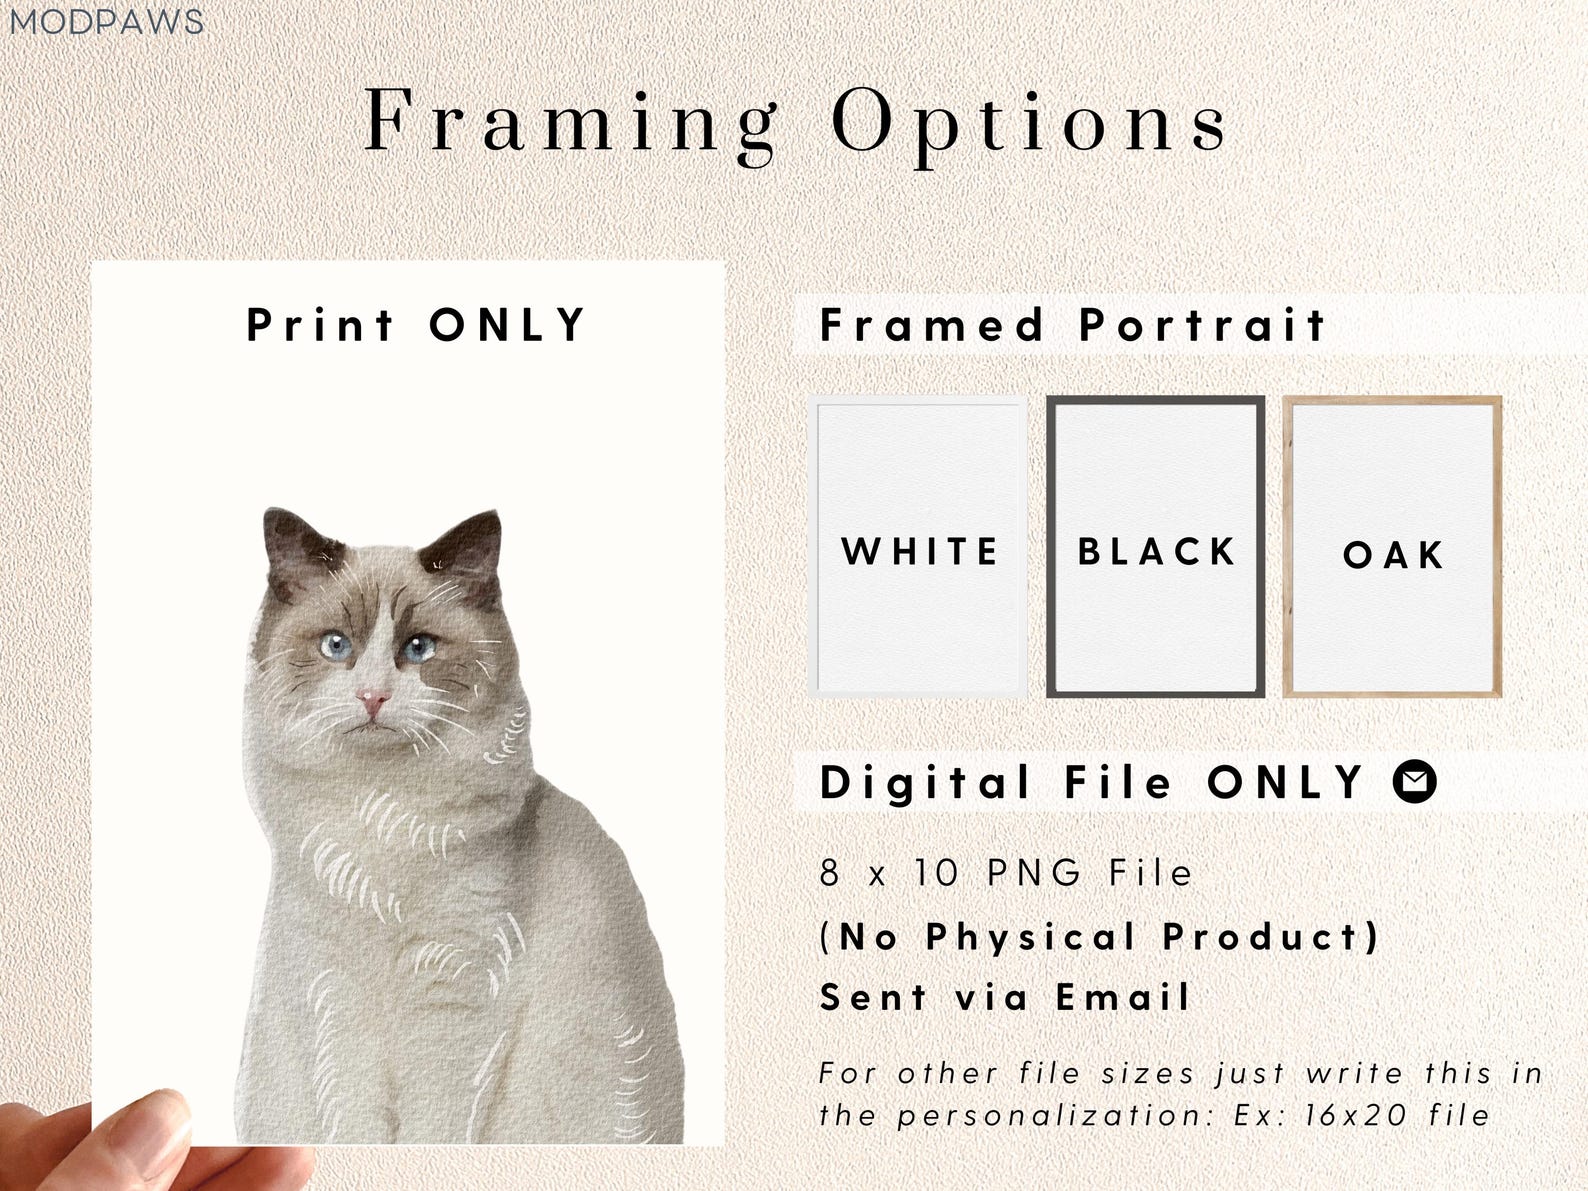 MODPAWS
Framing Options
Print ONLY
Framed Portrait
WHITE
BLACK
OAK
Digital File ONLY
8 x 10 PNG File
(No Physical Product)
Sent via Email
For other file sizes just write this in
the personalization: Ex: 16x20 file